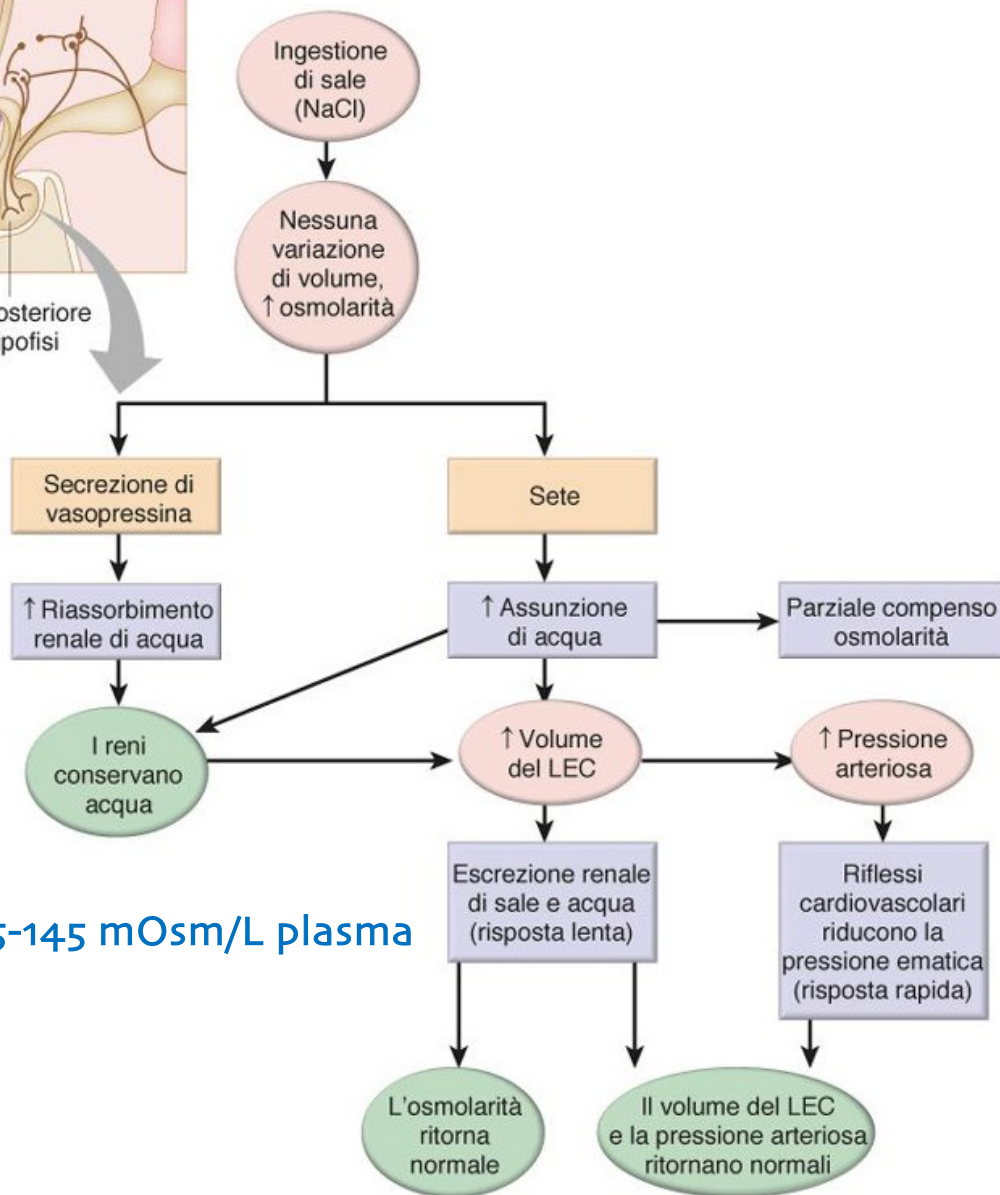 Ingestione
di sale
(NaCl)
Nessuna
variazione
di volume,
↑ osmolarità
osteriore
pofisi
Secrezione di
vasopressina
Sete
↑ Riassorbimento
renale di acqua
↑ Assunzione
di acqua
Parziale compenso
osmolarità
I reni
conservano
acqua
↑ Volume
del LEC
↑ Pressione
arteriosa
Escrezione renale
di sale e acqua
(risposta lenta)
Riflessi
cardiovascolari
riducono la
pressione ematica
(risposta rapida)
5-145 mOsm/L plasma
L'osmolarità
ritorna
normale
Il volume del LEC
e la pressione arteriosa
ritornano normali